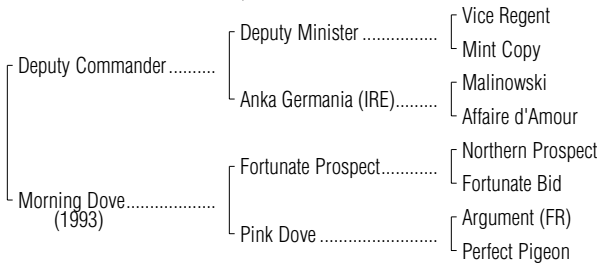 Vice Regent
Deputy Minister ..................
Mint Copy
Deputy Commander..........
Malinowski
Anka Germania (IRE).........
Affaire d'Amour
Northern Prospect
Fortunate Prospect............
Fortunate Bid
Morning Dove...................
(1993)
Argument (FR)
Pink Dove .........................
Perfect Pigeon